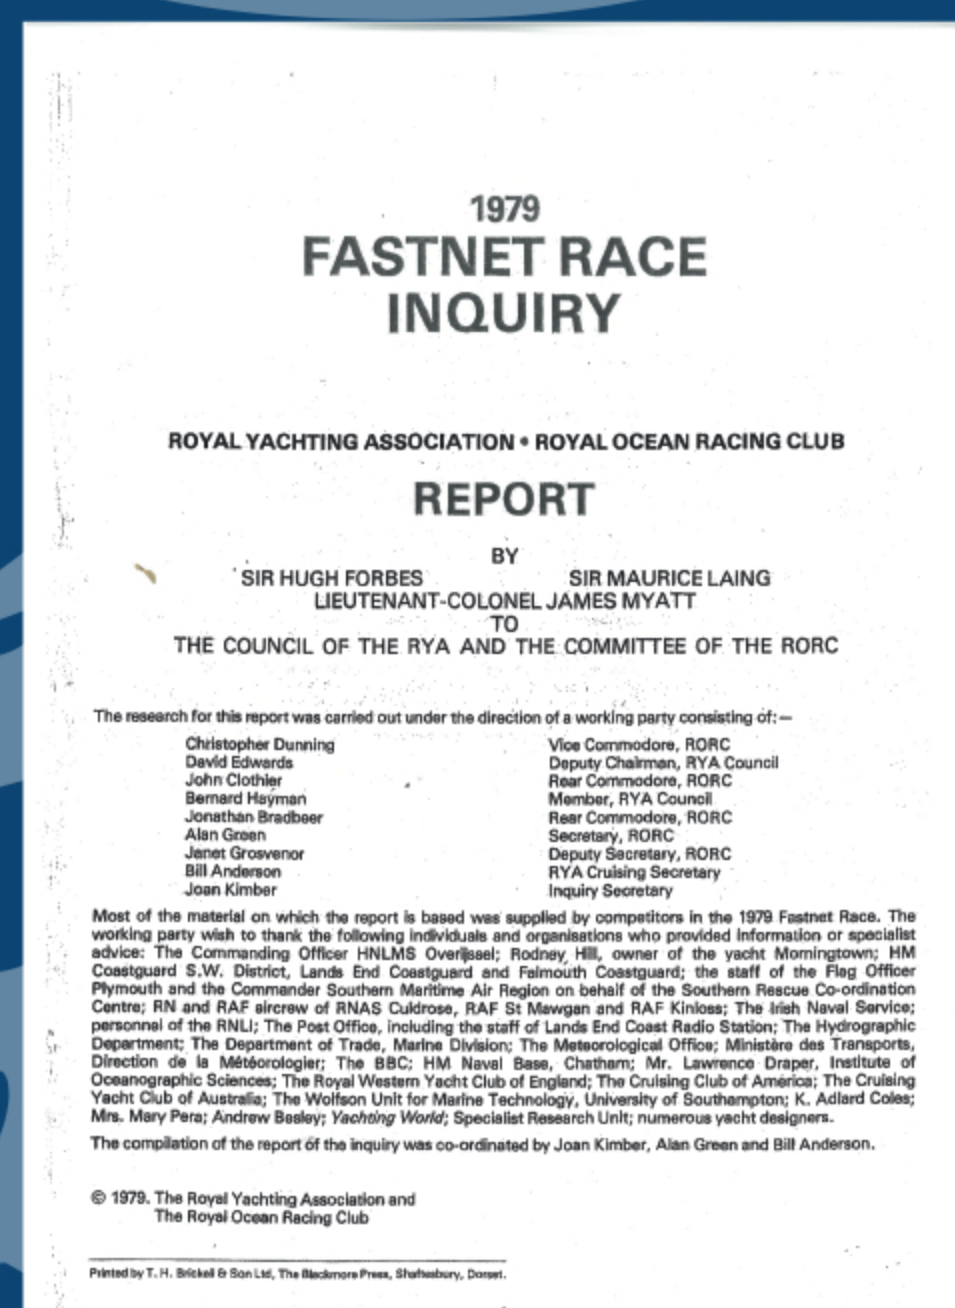 1979
FASTNET RACE
INQUIRY
ROYAL YACHTING ASSOCIATION • ROYAL OCEAN RACING CLUB
REPORT
BY
SIR HUGH FORBES SIR MAURICE LAING
LIEUTENANT-COLONEL JAMES MYATT
TO
THE COUNCIL OF THE RYA AND THE COMMITTEE OF THE RORC
The research for this report was carried out under the direction of a working party consisting of:—
Christopher Dunning Vice Commodore, RORC
David Edwards Deputy Chairman, RYA Council
John Clothier Rear Commodore, RORC
Bernard Hayman Member, RYA Council
Jonathan Bradbeer Rear Commodore, RORC
Alan Green Secretary, RORC
Janet Grosvenor Deputy Secretary, RORC
Bill Anderson RYA Cruising Secretary
Joan Kimber Inquiry Secretary
Most of the material on which the report is based was supplied by competitors in the 1979 Fastnet Race. The
working party wish to thank the following individuals and organisations who provided information or specialist
advice: The Commanding Officer HNLMS Overijssel; Rodney Hill, owner of the yacht Morningtown; HM
Coastguard S.W. District, Lands End Coastguard and Falmouth Coastguard; the staff of the Flag Officer
Plymouth and the Commander Southern Maritime Air Region on behalf of the Southern Rescue Co-ordination
Centre; RN and RAF aircrew of RNAS Culdrose, RAF St Mawgan and RAF Kinloss; The Irish Naval Service;
personnel of the RNLI; The Post Office, including the staff of Lands End Coast Radio Station; The Hydrographic
Department; The Department of Trade, Marine Division; The Meteorological Office; Ministère des Transports,
Direction de la Météorologier; The BBC; HM Naval Base, Chatham; Mr. Lawrence Draper, Institute of
Oceanographic Sciences; The Royal Western Yacht Club of England; The Cruising Club of America; The Cruising
Yacht Club of Australia; The Wolfson Unit for Marine Technology, University of Southampton; K. Adlard Coles;
Mrs. Mary Pera; Andrew Besley; Yachting World; Specialist Research Unit; numerous yacht designers.
The compilation of the report of the inquiry was co-ordinated by Joan Kimber, Alan Green and Bill Anderson.
© 1979. The Royal Yachting Association and
The Royal Ocean Racing Club
Printed by T. H. Brickell & Son Ltd, The Blackmore Press, Shaftesbury, Dorset.